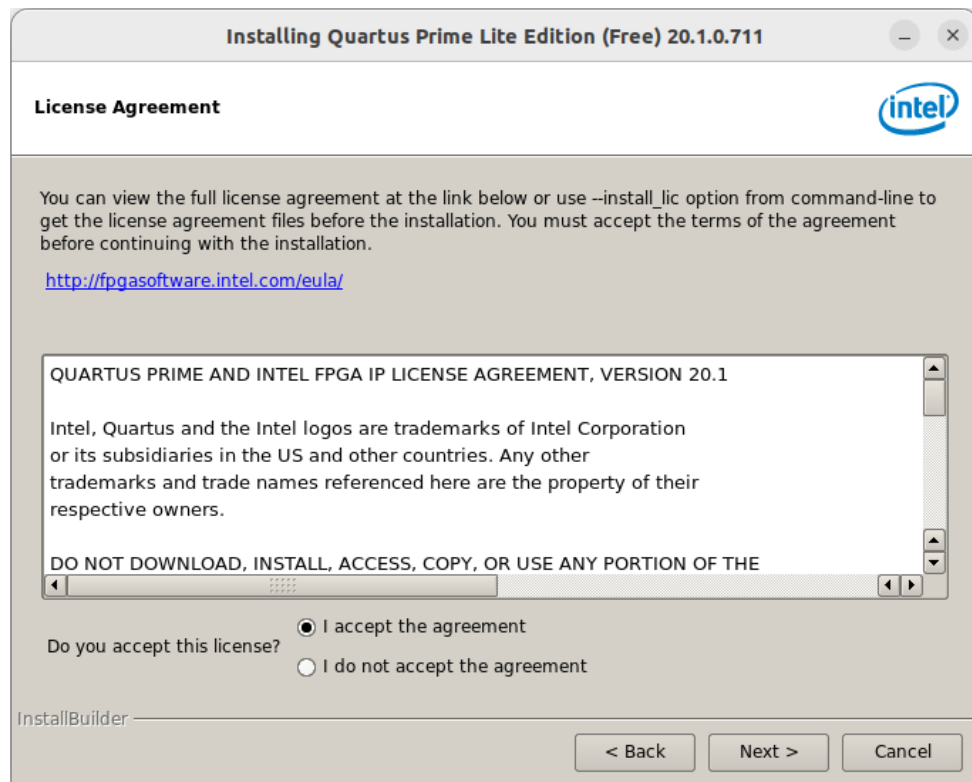 Installing Quartus Prime Lite Edition (Free) 20.1.0.711
License Agreement
intel
You can view the full license agreement at the link below or use --install_lic option from command-line to
get the license agreement files before the installation. You must accept the terms of the agreement
before continuing with the installation.
http://fpgasoftware.intel.com/eula/
QUARTUS PRIME AND INTEL FPGA IP LICENSE AGREEMENT, VERSION 20.1
Intel, Quartus and the Intel logos are trademarks of Intel Corporation
or its subsidiaries in the US and other countries. Any other
trademarks and trade names referenced here are the property of their
respective owners.
DO NOT DOWNLOAD, INSTALL, ACCESS, COPY, OR USE ANY PORTION OF THE
Do you accept this license?
I accept the agreement
I do not accept the agreement
InstallBuilder
< Back
Next >
Cancel